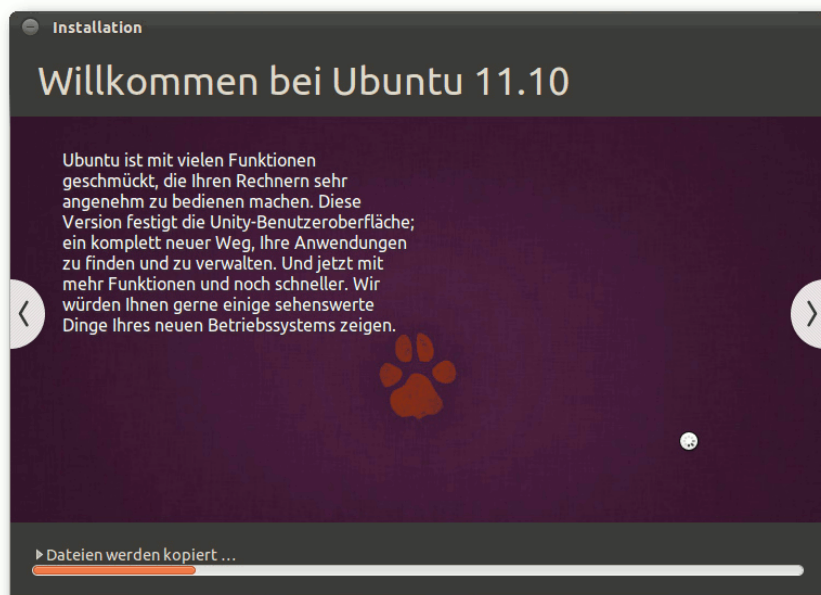 Installation
Willkommen bei Ubuntu 11.10
Ubuntu ist mit vielen Funktionen
geschmückt, die Ihren Rechnern sehr
angenehm zu bedienen machen. Diese
Version festigt die Unity-Benutzeroberfläche;
ein komplett neuer Weg, Ihre Anwendungen
zu finden und zu verwalten. Und jetzt mit
mehr Funktionen und noch schneller. Wir
würden Ihnen gerne einige sehenswerte
Dinge Ihres neuen Betriebssystems zeigen.
Dateien werden kopiert …